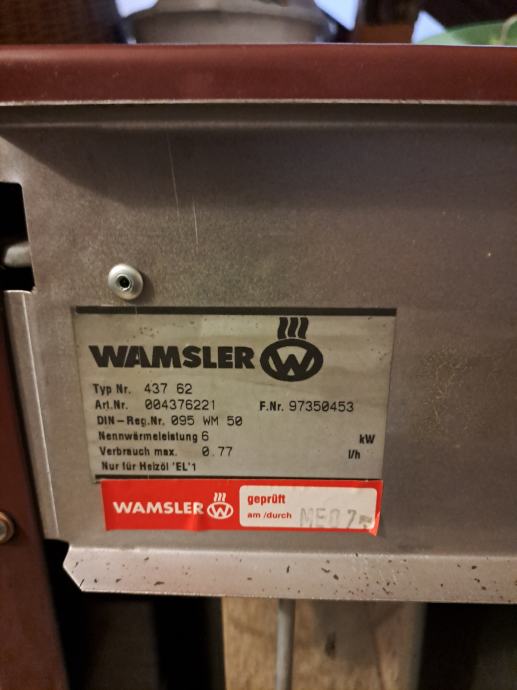 WAMSLER W
Typ Nr. 437 62
Art.Nr. 004376221 F.Nr. 97350453
DIN-Reg.Nr. 095 WM 50
Nennwärmeleistung 6 kW
Verbrauch max. 0.77 l/h
Nur für Heizöl 'EL'1
WAMSLER W geprüft
am /durch